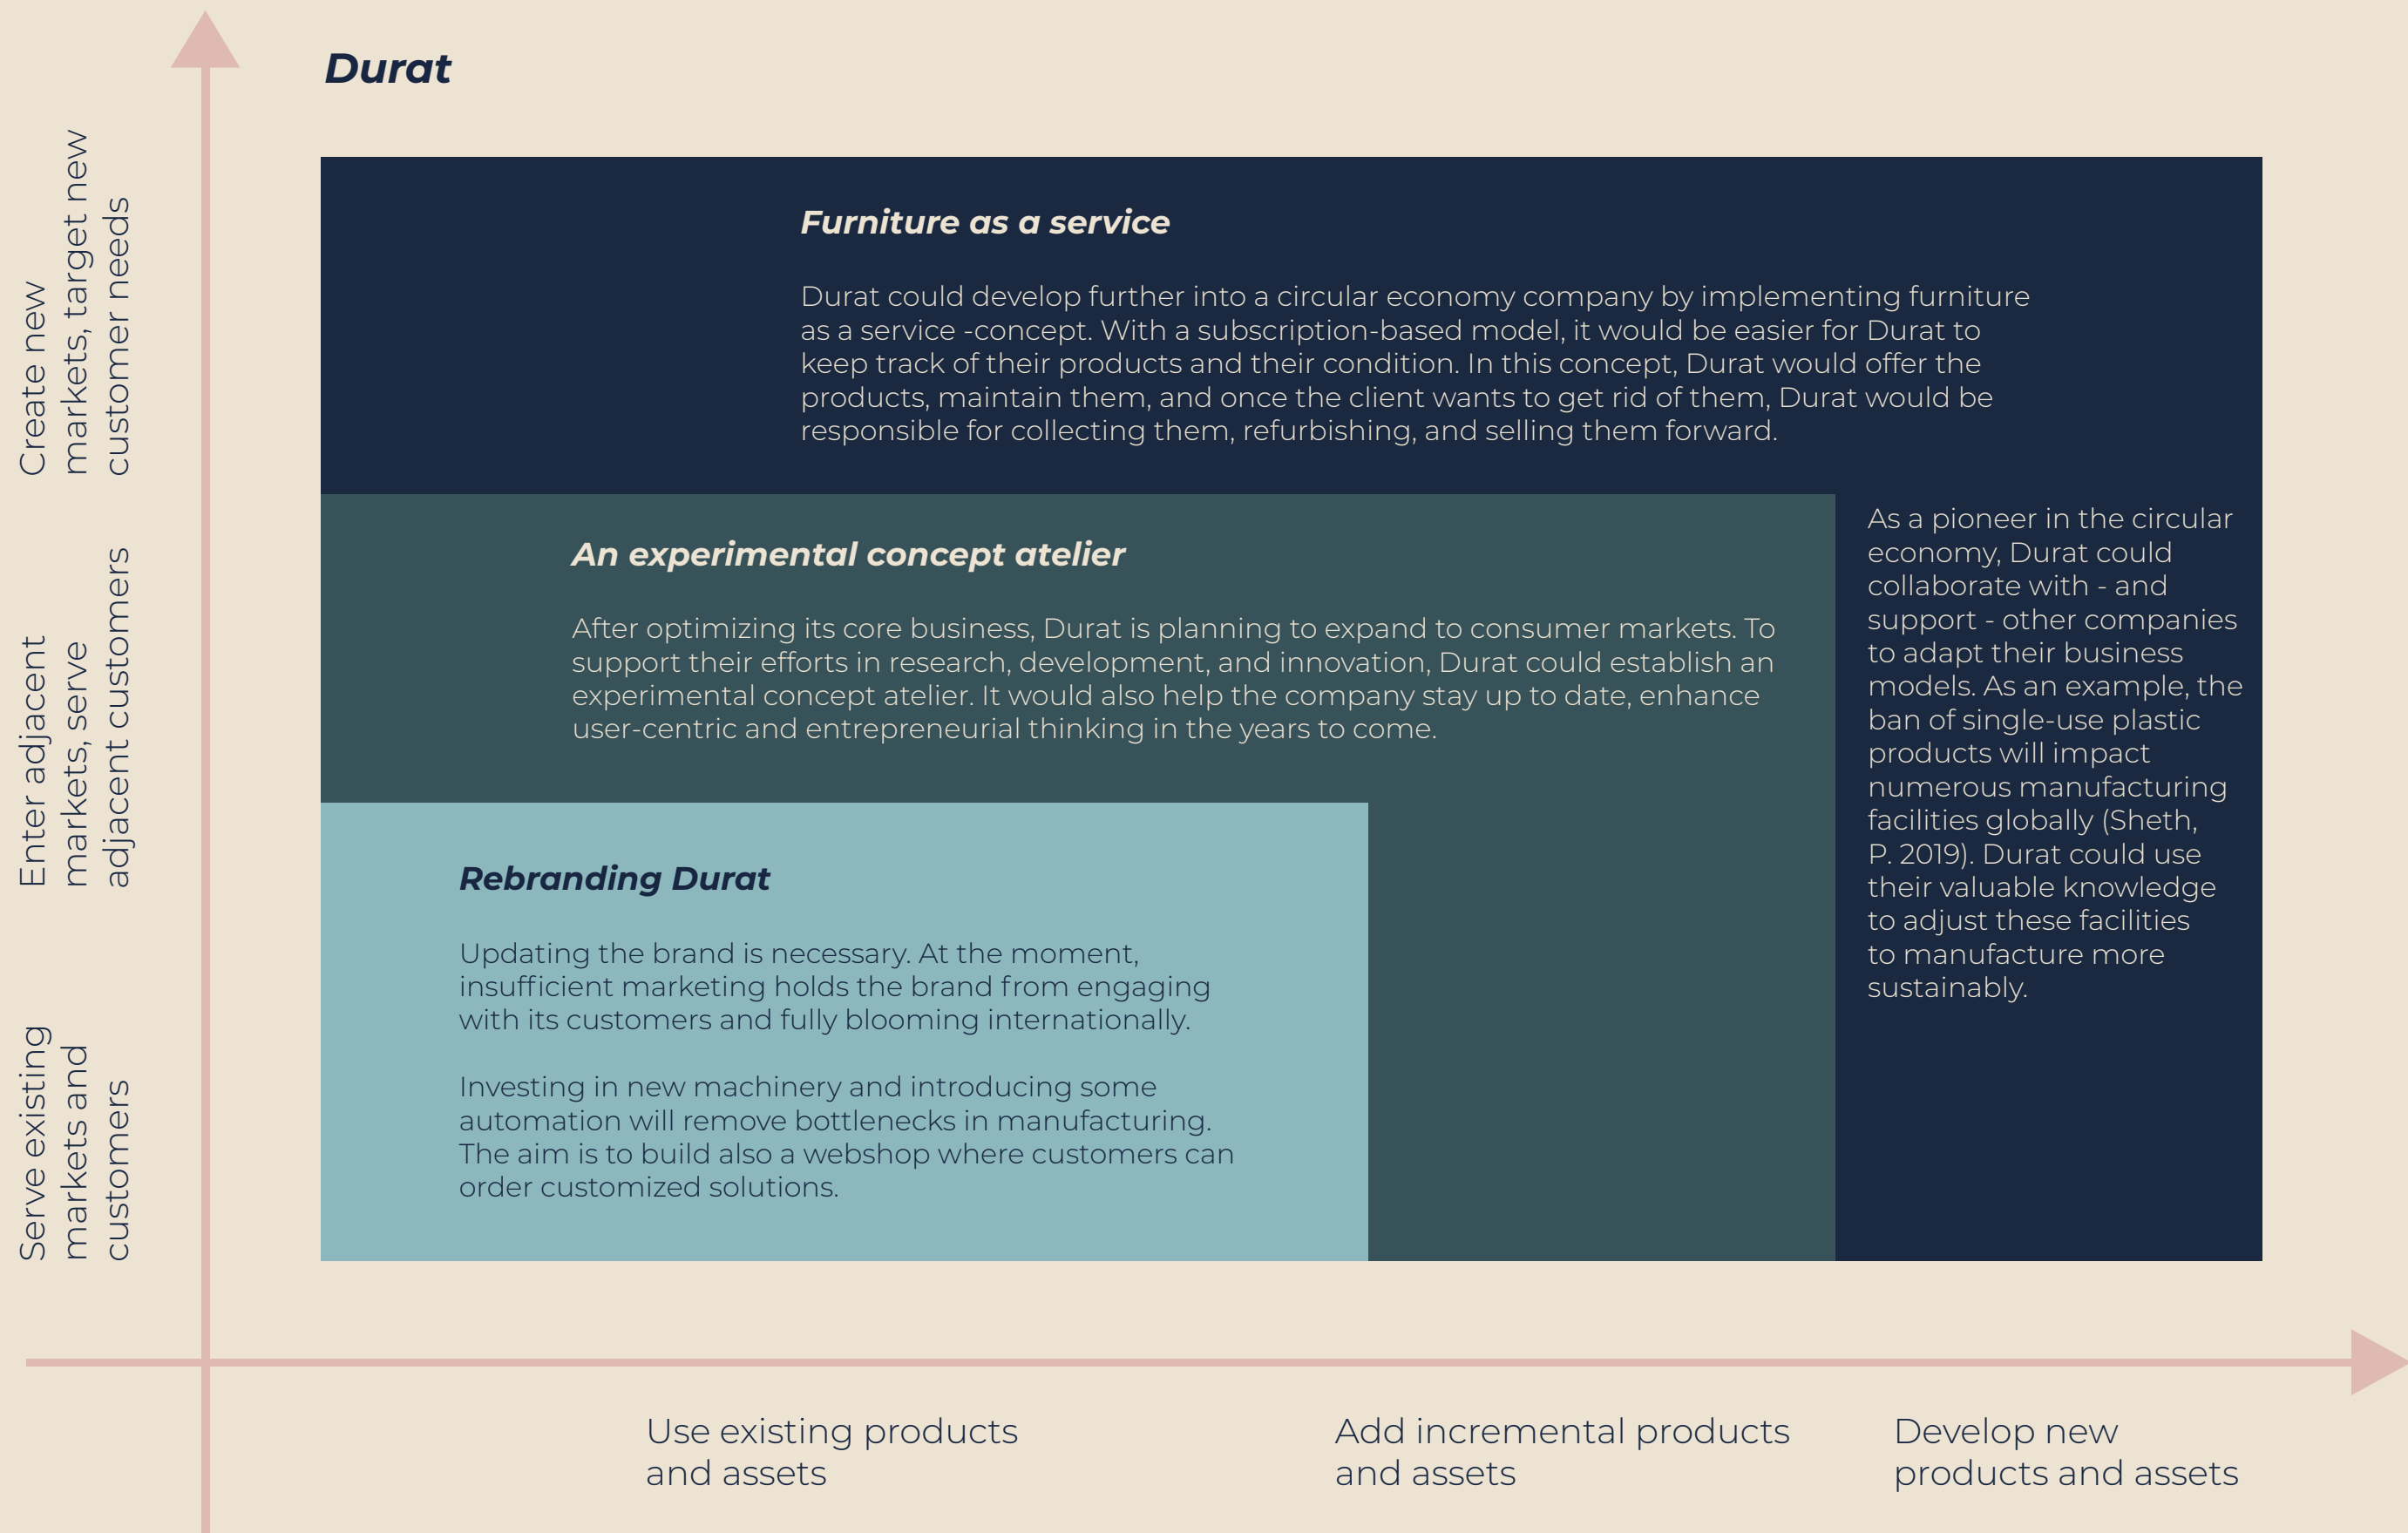 Durat
Create new
markets, target new
customer needs
Enter adjacent
markets, serve
adjacent customers
Serve existing
markets and
customers
Furniture as a service
Durat could develop further into a circular economy company by implementing furniture
as a service -concept. With a subscription-based model, it would be easier for Durat to
keep track of their products and their condition. In this concept, Durat would offer the
products, maintain them, and once the client wants to get rid of them, Durat would be
responsible for collecting them, refurbishing, and selling them forward.
As a pioneer in the circular
economy, Durat could
collaborate with - and
support - other companies
to adapt their business
models. As an example, the
ban of single-use plastic
products will impact
numerous manufacturing
facilities globally (Sheth,
P. 2019). Durat could use
their valuable knowledge
to adjust these facilities
to manufacture more
sustainably.
An experimental concept atelier
After optimizing its core business, Durat is planning to expand to consumer markets. To
support their efforts in research, development, and innovation, Durat could establish an
experimental concept atelier. It would also help the company stay up to date, enhance
user-centric and entrepreneurial thinking in the years to come.
Rebranding Durat
Updating the brand is necessary. At the moment,
insufficient marketing holds the brand from engaging
with its customers and fully blooming internationally.
Investing in new machinery and introducing some
automation will remove bottlenecks in manufacturing.
The aim is to build also a webshop where customers can
order customized solutions.
Use existing products
and assets
Add incremental products
and assets
Develop new
products and assets